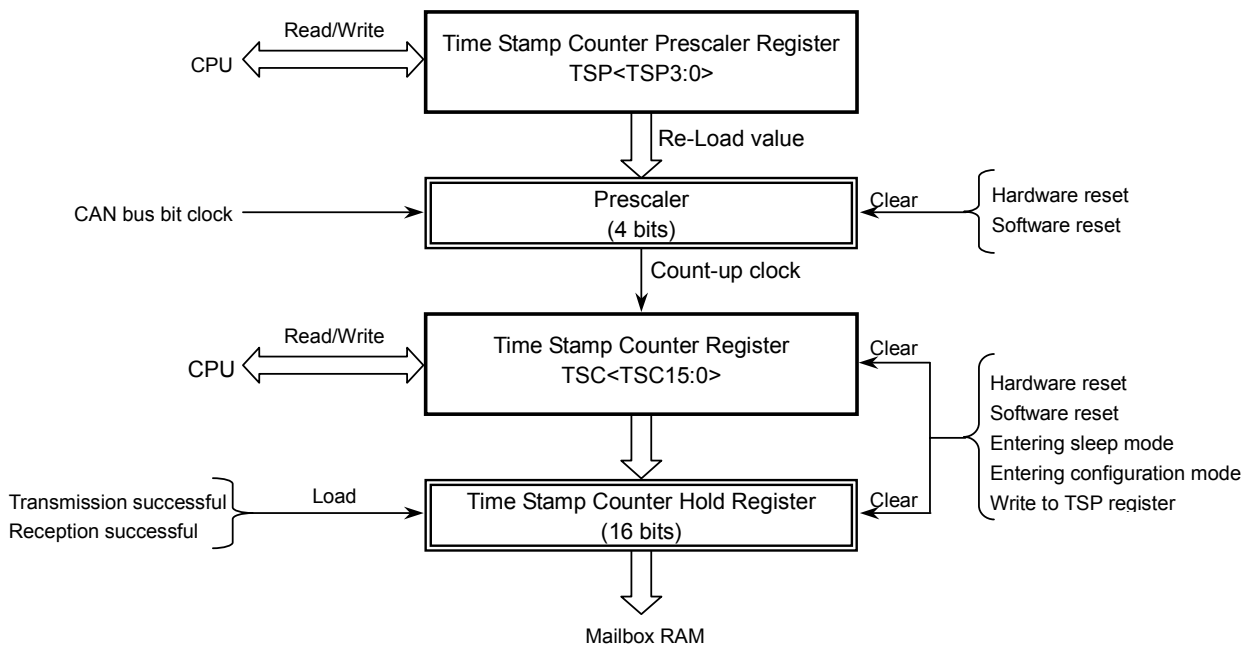 Read/Write
CPU
Time Stamp Counter Prescaler Register
TSP<TSP3:0>
Re-Load value
CAN bus bit clock
Prescaler
(4 bits)
Clear
Hardware reset
Software reset
Count-up clock
Read/Write
CPU
Time Stamp Counter Register
TSC<TSC15:0>
Clear
Hardware reset
Software reset
Entering sleep mode
Entering configuration mode
Write to TSP register
Transmission successful
Reception successful
Load
Time Stamp Counter Hold Register
(16 bits)
Clear
Mailbox RAM